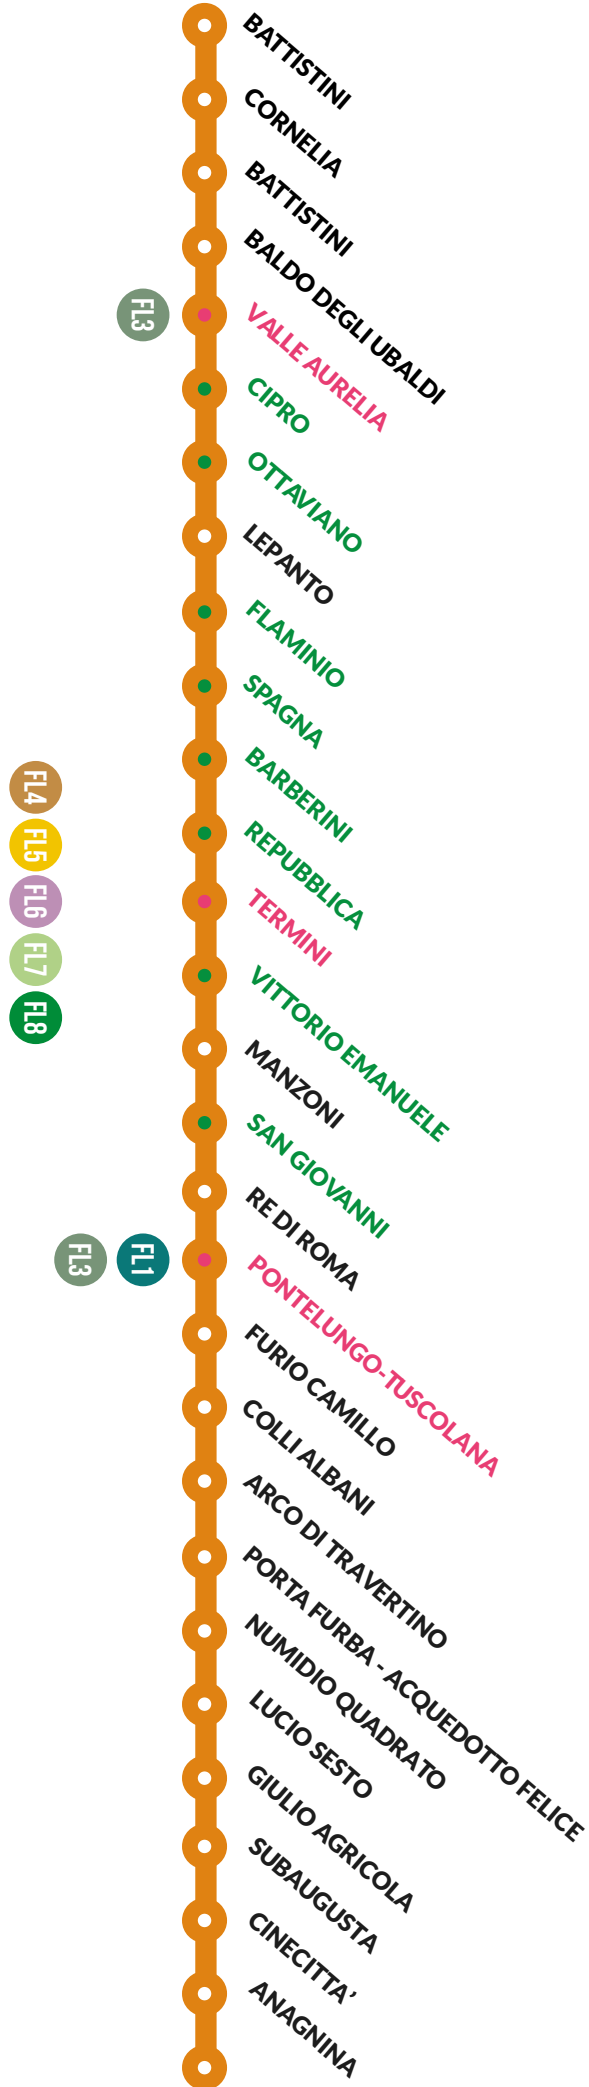 BATTISTINI
CORNELIA
BATTISTINI
BALDO DEGLI UBALDI
FL3
VALLE AURELIA
CIPRO
OTTAVIANO
LEPANTO
FLAMINIO
SPAGNA
BARBERINI
FL4
REPUBBLICA
FL5
TERMINI
FL6
FL7
VITTORIO EMANUELE
FL8
MANZONI
SAN GIOVANNI
RE DI ROMA
FL3
FL1
PONTELUNGO-TUSCOLANA
FURIO CAMILLO
COLLI ALBANI
ARCO DI TRAVERTINO
PORTA FURBA - ACQUEDOTTO FELICE
NUMIDIO QUADRATO
LUCIO SESTO
GIULIO AGRICOLA
SUBAUGUSTA
CINECITTA’
ANAGNINA